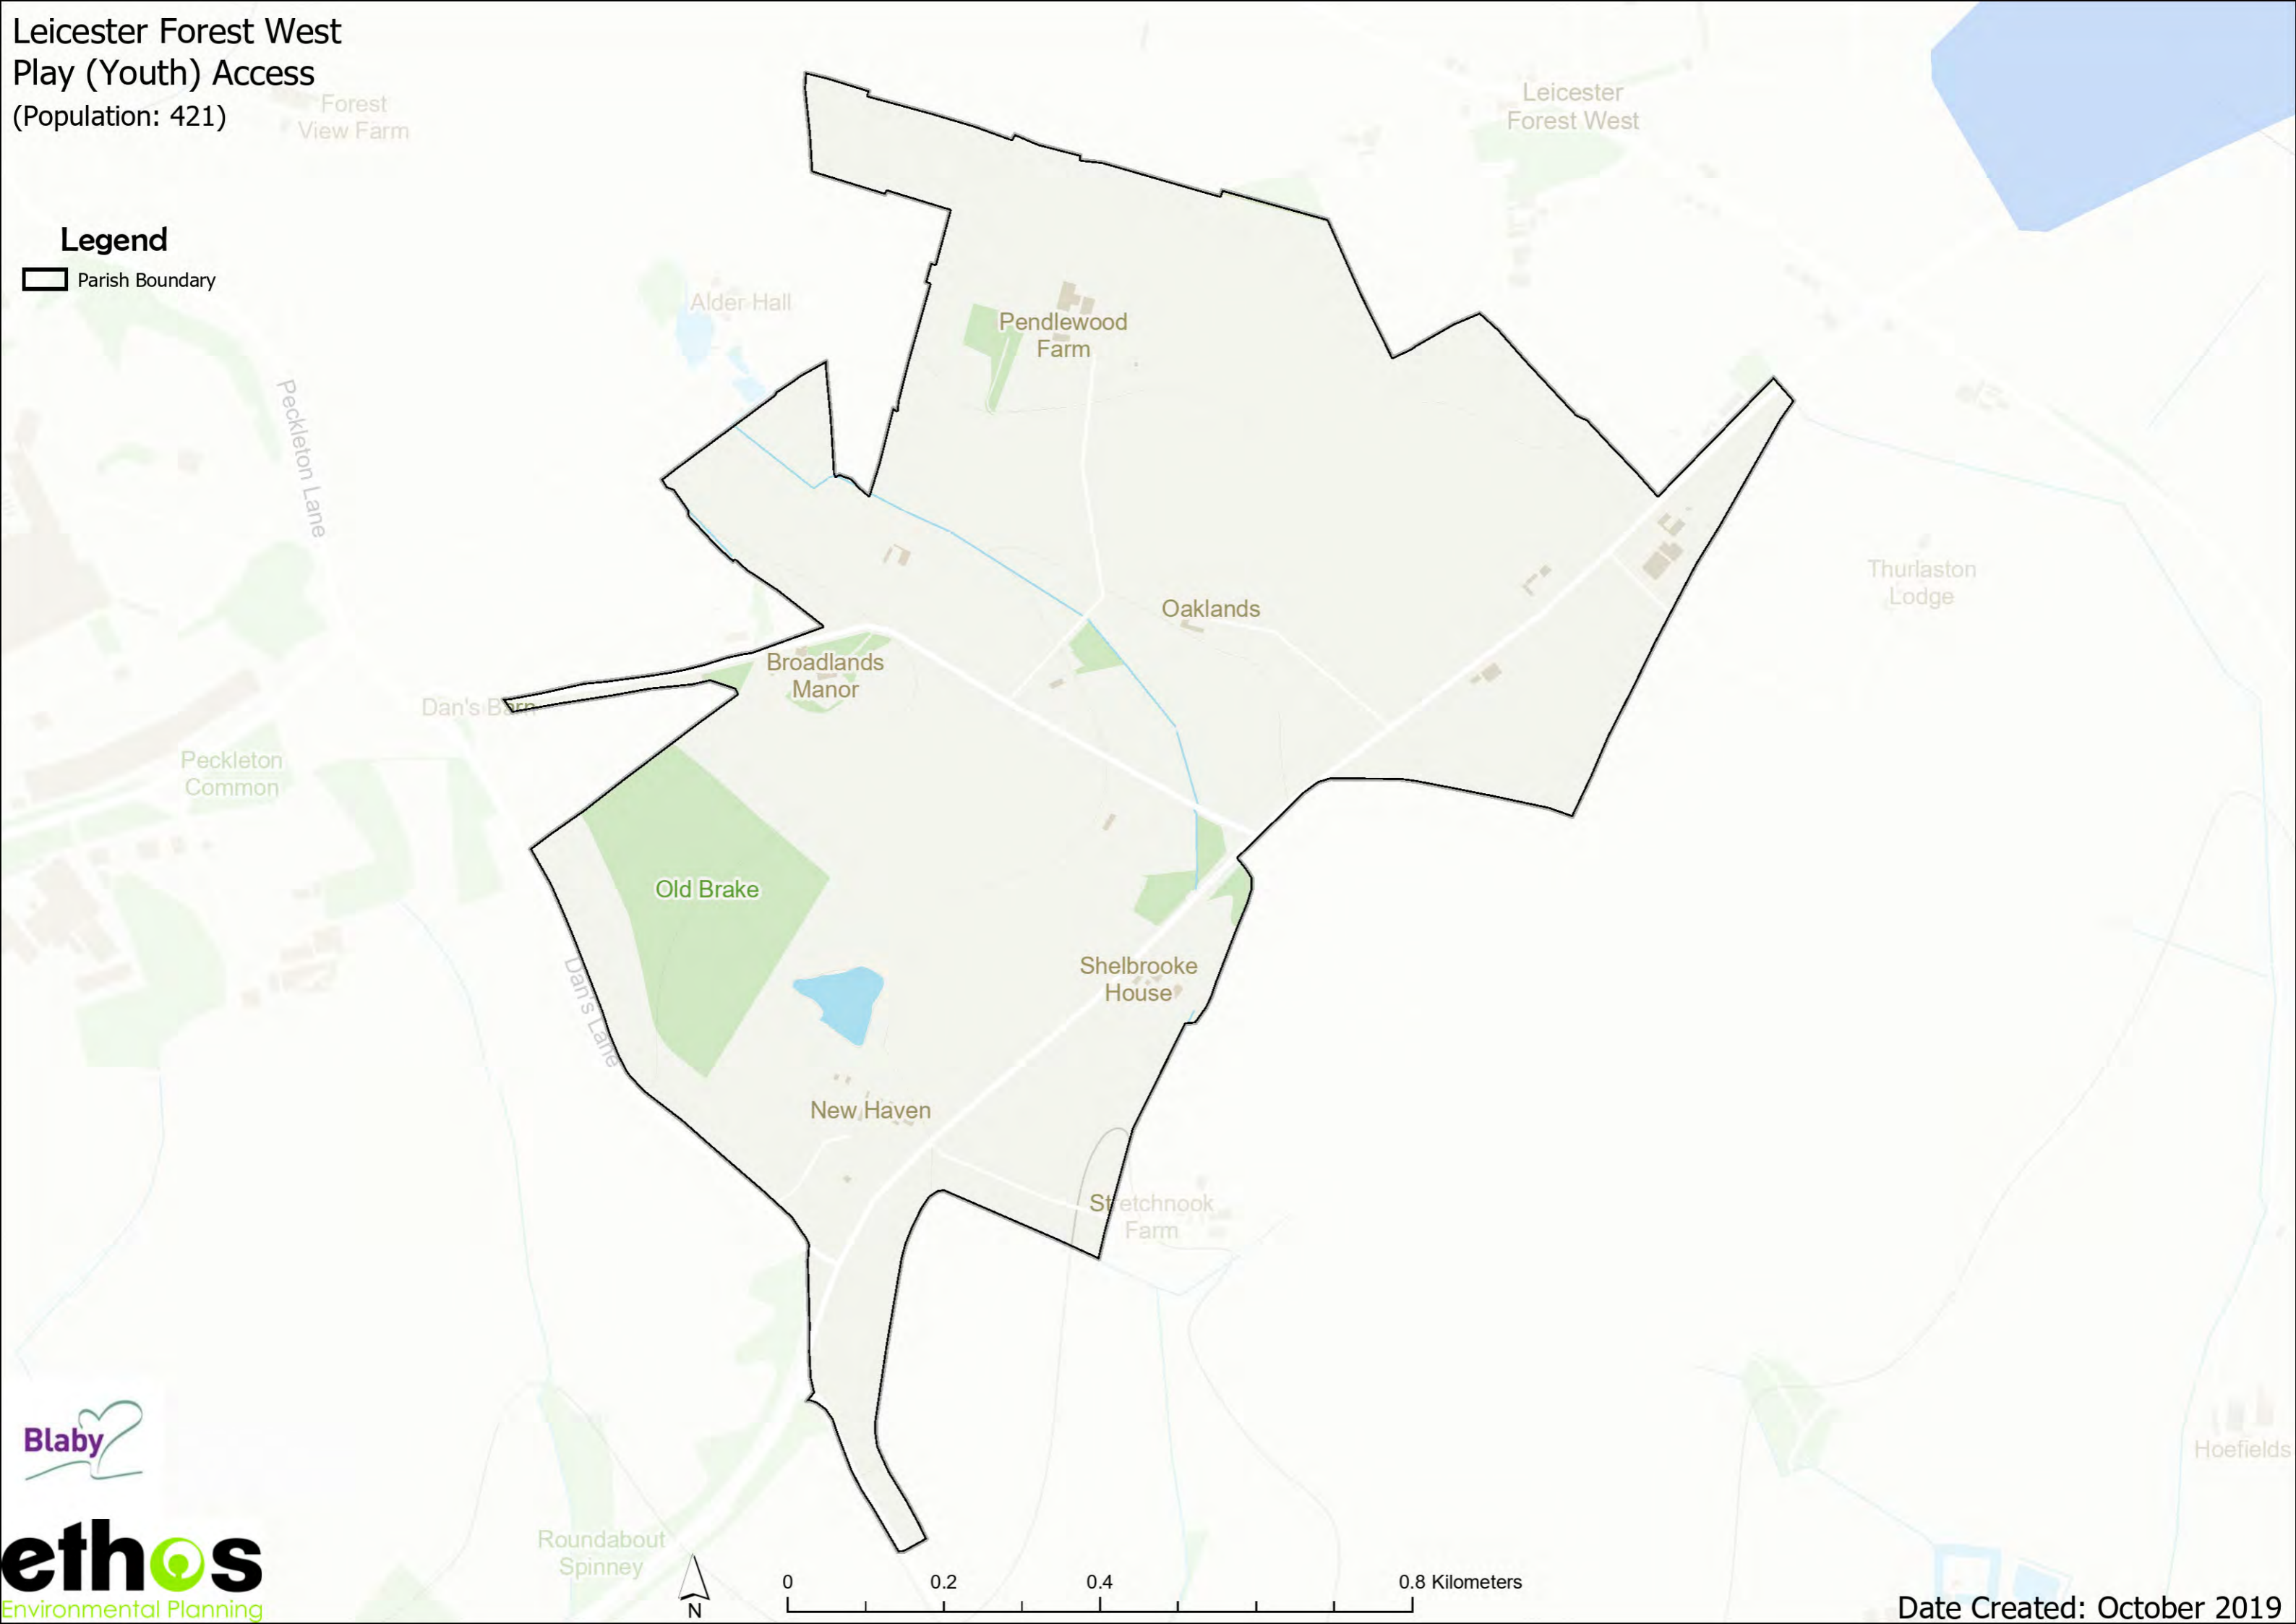 Leicester Forest West
Play (Youth) Access
(Population: 421)
Forest
View Farm
Leicester
Forest West
Legend
Parish Boundary
Alder Hall
Pendlewood
Farm
Peckleton Lane
Thurlaston
Lodge
Oaklands
Broadlands
Manor
Dan's Barn
Peckleton
Common
Old Brake
Shelbrooke
House
Dan's Lane
New Haven
Stretchnook
Farm
Blaby
Hoefields
ethos
Environmental Planning
Roundabout
Spinney
N
0 0.2 0.4 0.8 Kilometers
Date Created: October 2019